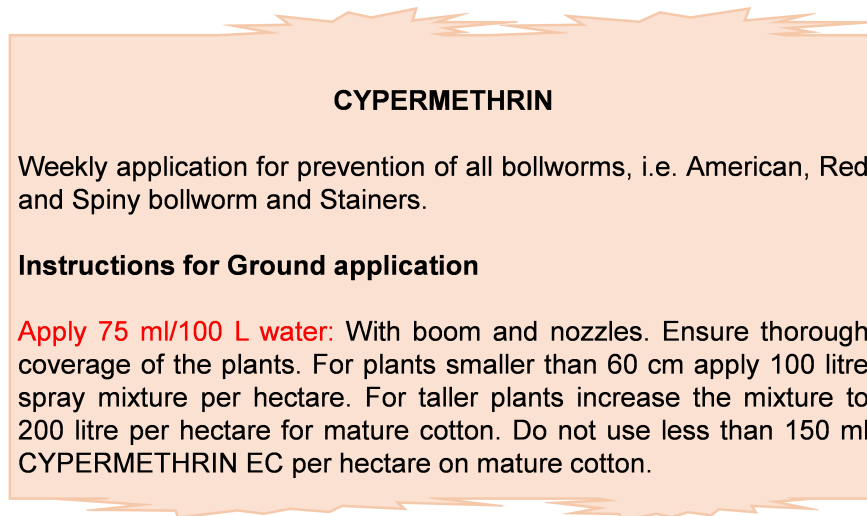 CYPERMETHRIN
Weekly application for prevention of all bollworms, i.e. American, Red
and Spiny bollworm and Stainers.
Instructions for Ground application
Apply 75 ml/100 L water: With boom and nozzles. Ensure thorough
coverage of the plants. For plants smaller than 60 cm apply 100 litre
spray mixture per hectare. For taller plants increase the mixture to
200 litre per hectare for mature cotton. Do not use less than 150 ml
CYPERMETHRIN EC per hectare on mature cotton.